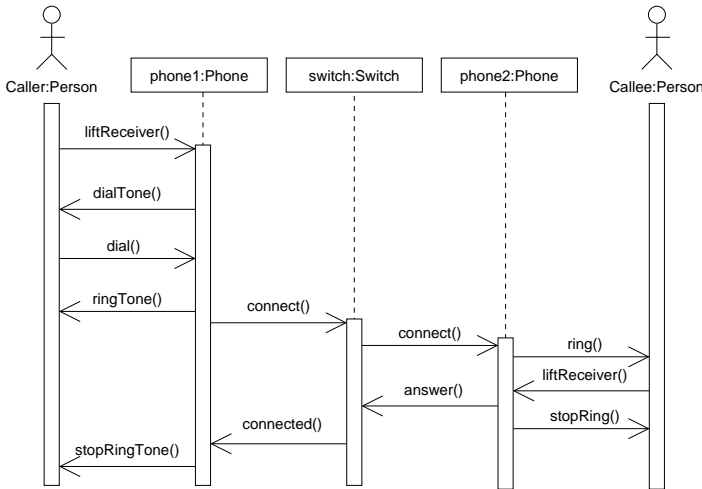 phone1:Phone
switch:Switch
phone2:Phone
Caller:Person
Callee:Person
liftReceiver()
dialTone()
dial()
ringTone()
connect()
connect()
ring()
liftReceiver()
answer()
stopRing()
connected()
stopRingTone()